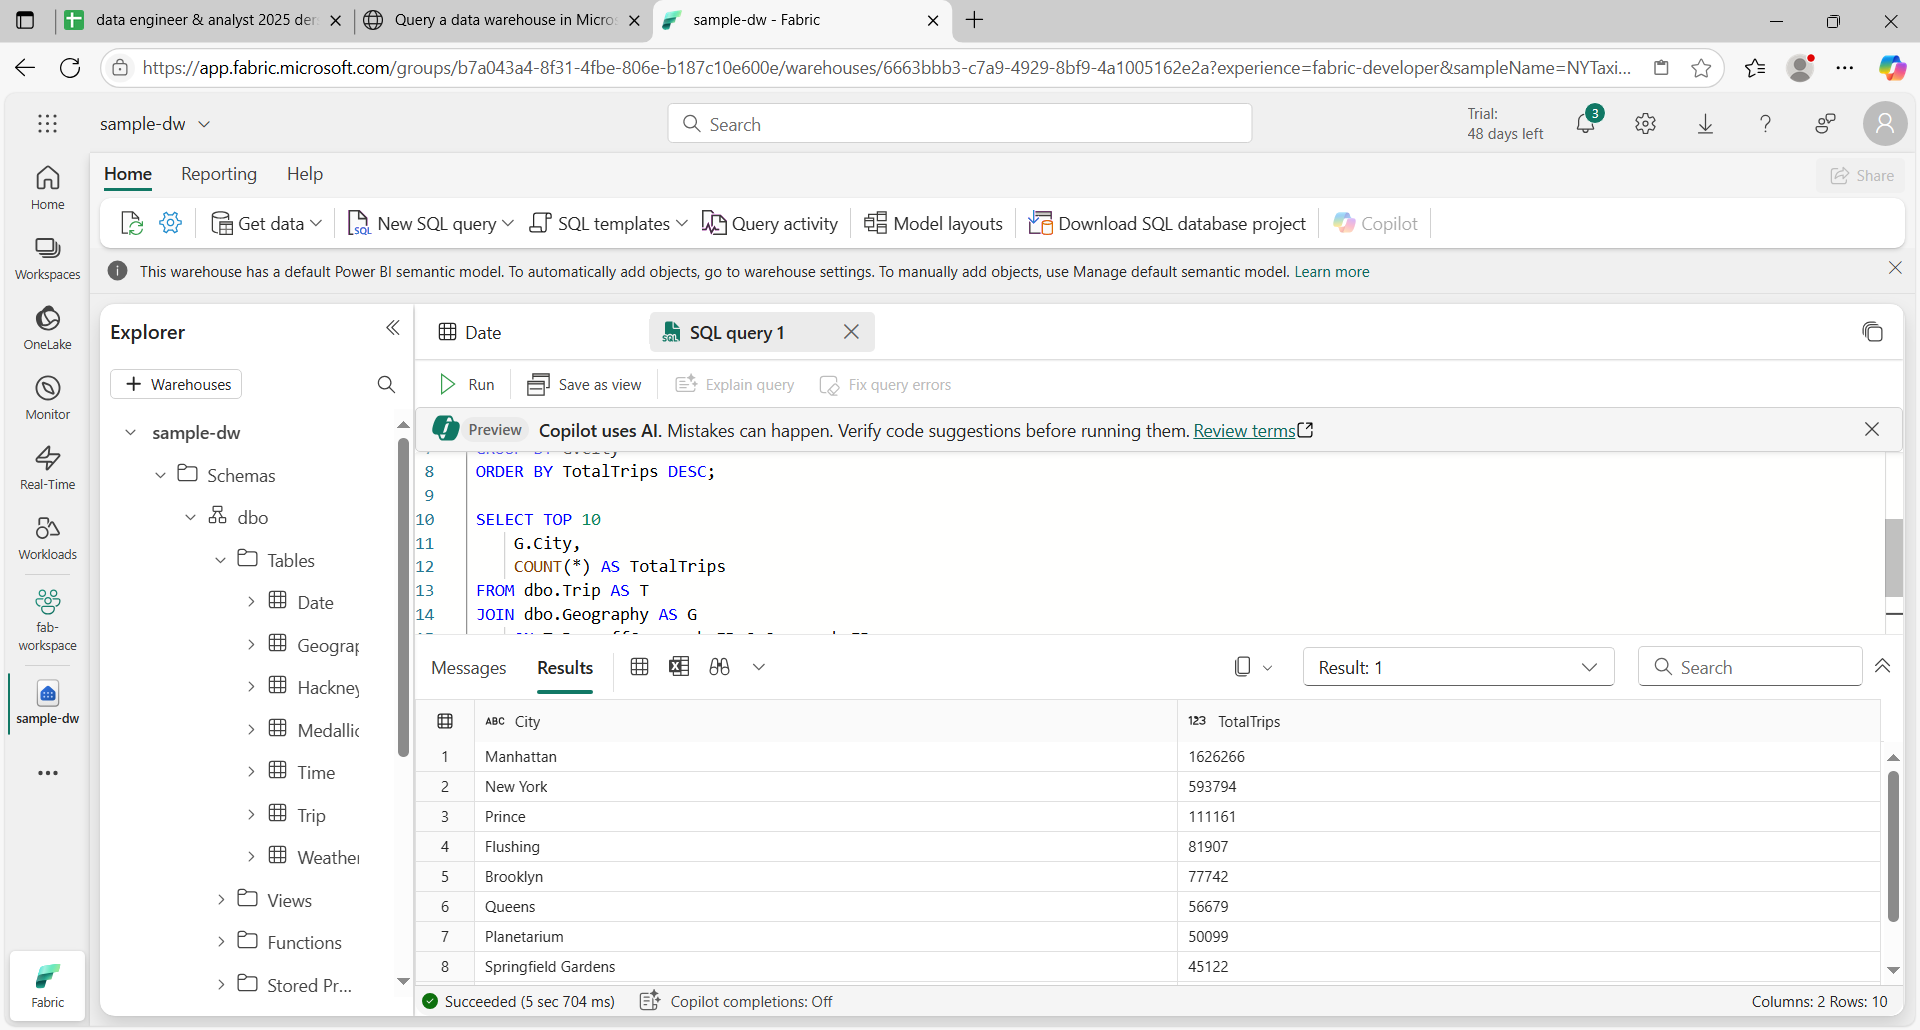 data engineer & analyst 2025 der
Query a data warehouse in Micros
sample-dw - Fabric
https://app.fabric.microsoft.com/groups/b7a043a4-8f31-4fbe-806e-b187c10e600e/warehouses/6663bbb3-c7a9-4929-8bf9-4a1005162e2a?experience=fabric-developer&sampleName=NYTaxi...
sample-dw
Search
Trial:
48 days left
3
Home
Reporting
Help
Share
Get data
New SQL query
SQL templates
Query activity
Model layouts
Download SQL database project
Copilot
This warehouse has a default Power BI semantic model. To automatically add objects, go to warehouse settings. To manually add objects, use Manage default semantic model. Learn more
Home
Workspaces
OneLake
Monitor
Real-Time
Workloads
fab-
workspace
sample-dw
Fabric
Explorer
Warehouses
sample-dw
Schemas
dbo
Tables
Date
Geograp
Hackney
Medallic
Time
Trip
Weather
Views
Functions
Stored Pr...
Date
SQL query 1
Run
Save as view
Explain query
Fix query errors
Preview
Copilot uses AI. Mistakes can happen. Verify code suggestions before running them. Review terms
8 ORDER BY TotalTrips DESC;
9
10 SELECT TOP 10
11 G.City,
12 COUNT(*) AS TotalTrips
13 FROM dbo.Trip AS T
14 JOIN dbo.Geography AS G
Messages
Results
Result: 1
Search
ABC City
123 TotalTrips
1 Manhattan 1626266
2 New York 593794
3 Prince 111161
4 Flushing 81907
5 Brooklyn 77742
6 Queens 56679
7 Planetarium 50099
8 Springfield Gardens 45122
Succeeded (5 sec 704 ms)
Copilot completions: Off
Columns: 2 Rows: 10